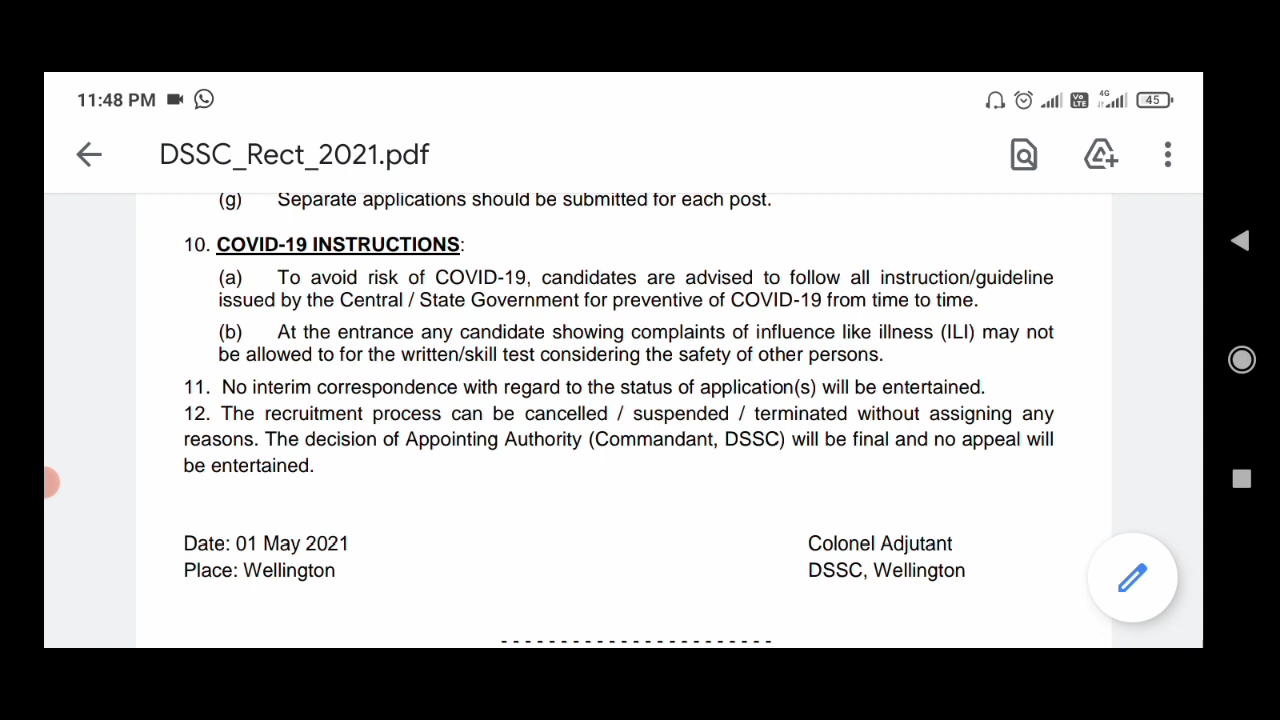 11:48 PM
4G
Vo LTE
45
DSSC_Rect_2021.pdf
(g) Separate applications should be submitted for each post.
10. COVID-19 INSTRUCTIONS:
(a) To avoid risk of COVID-19, candidates are advised to follow all instruction/guideline
issued by the Central / State Government for preventive of COVID-19 from time to time.
(b) At the entrance any candidate showing complaints of influence like illness (ILI) may not
be allowed to for the written/skill test considering the safety of other persons.
11. No interim correspondence with regard to the status of application(s) will be entertained.
12. The recruitment process can be cancelled / suspended / terminated without assigning any
reasons. The decision of Appointing Authority (Commandant, DSSC) will be final and no appeal will
be entertained.
Date: 01 May 2021
Colonel Adjutant
Place: Wellington
DSSC, Wellington
- - - - - - - - - - - - - - - - - - - - - - -